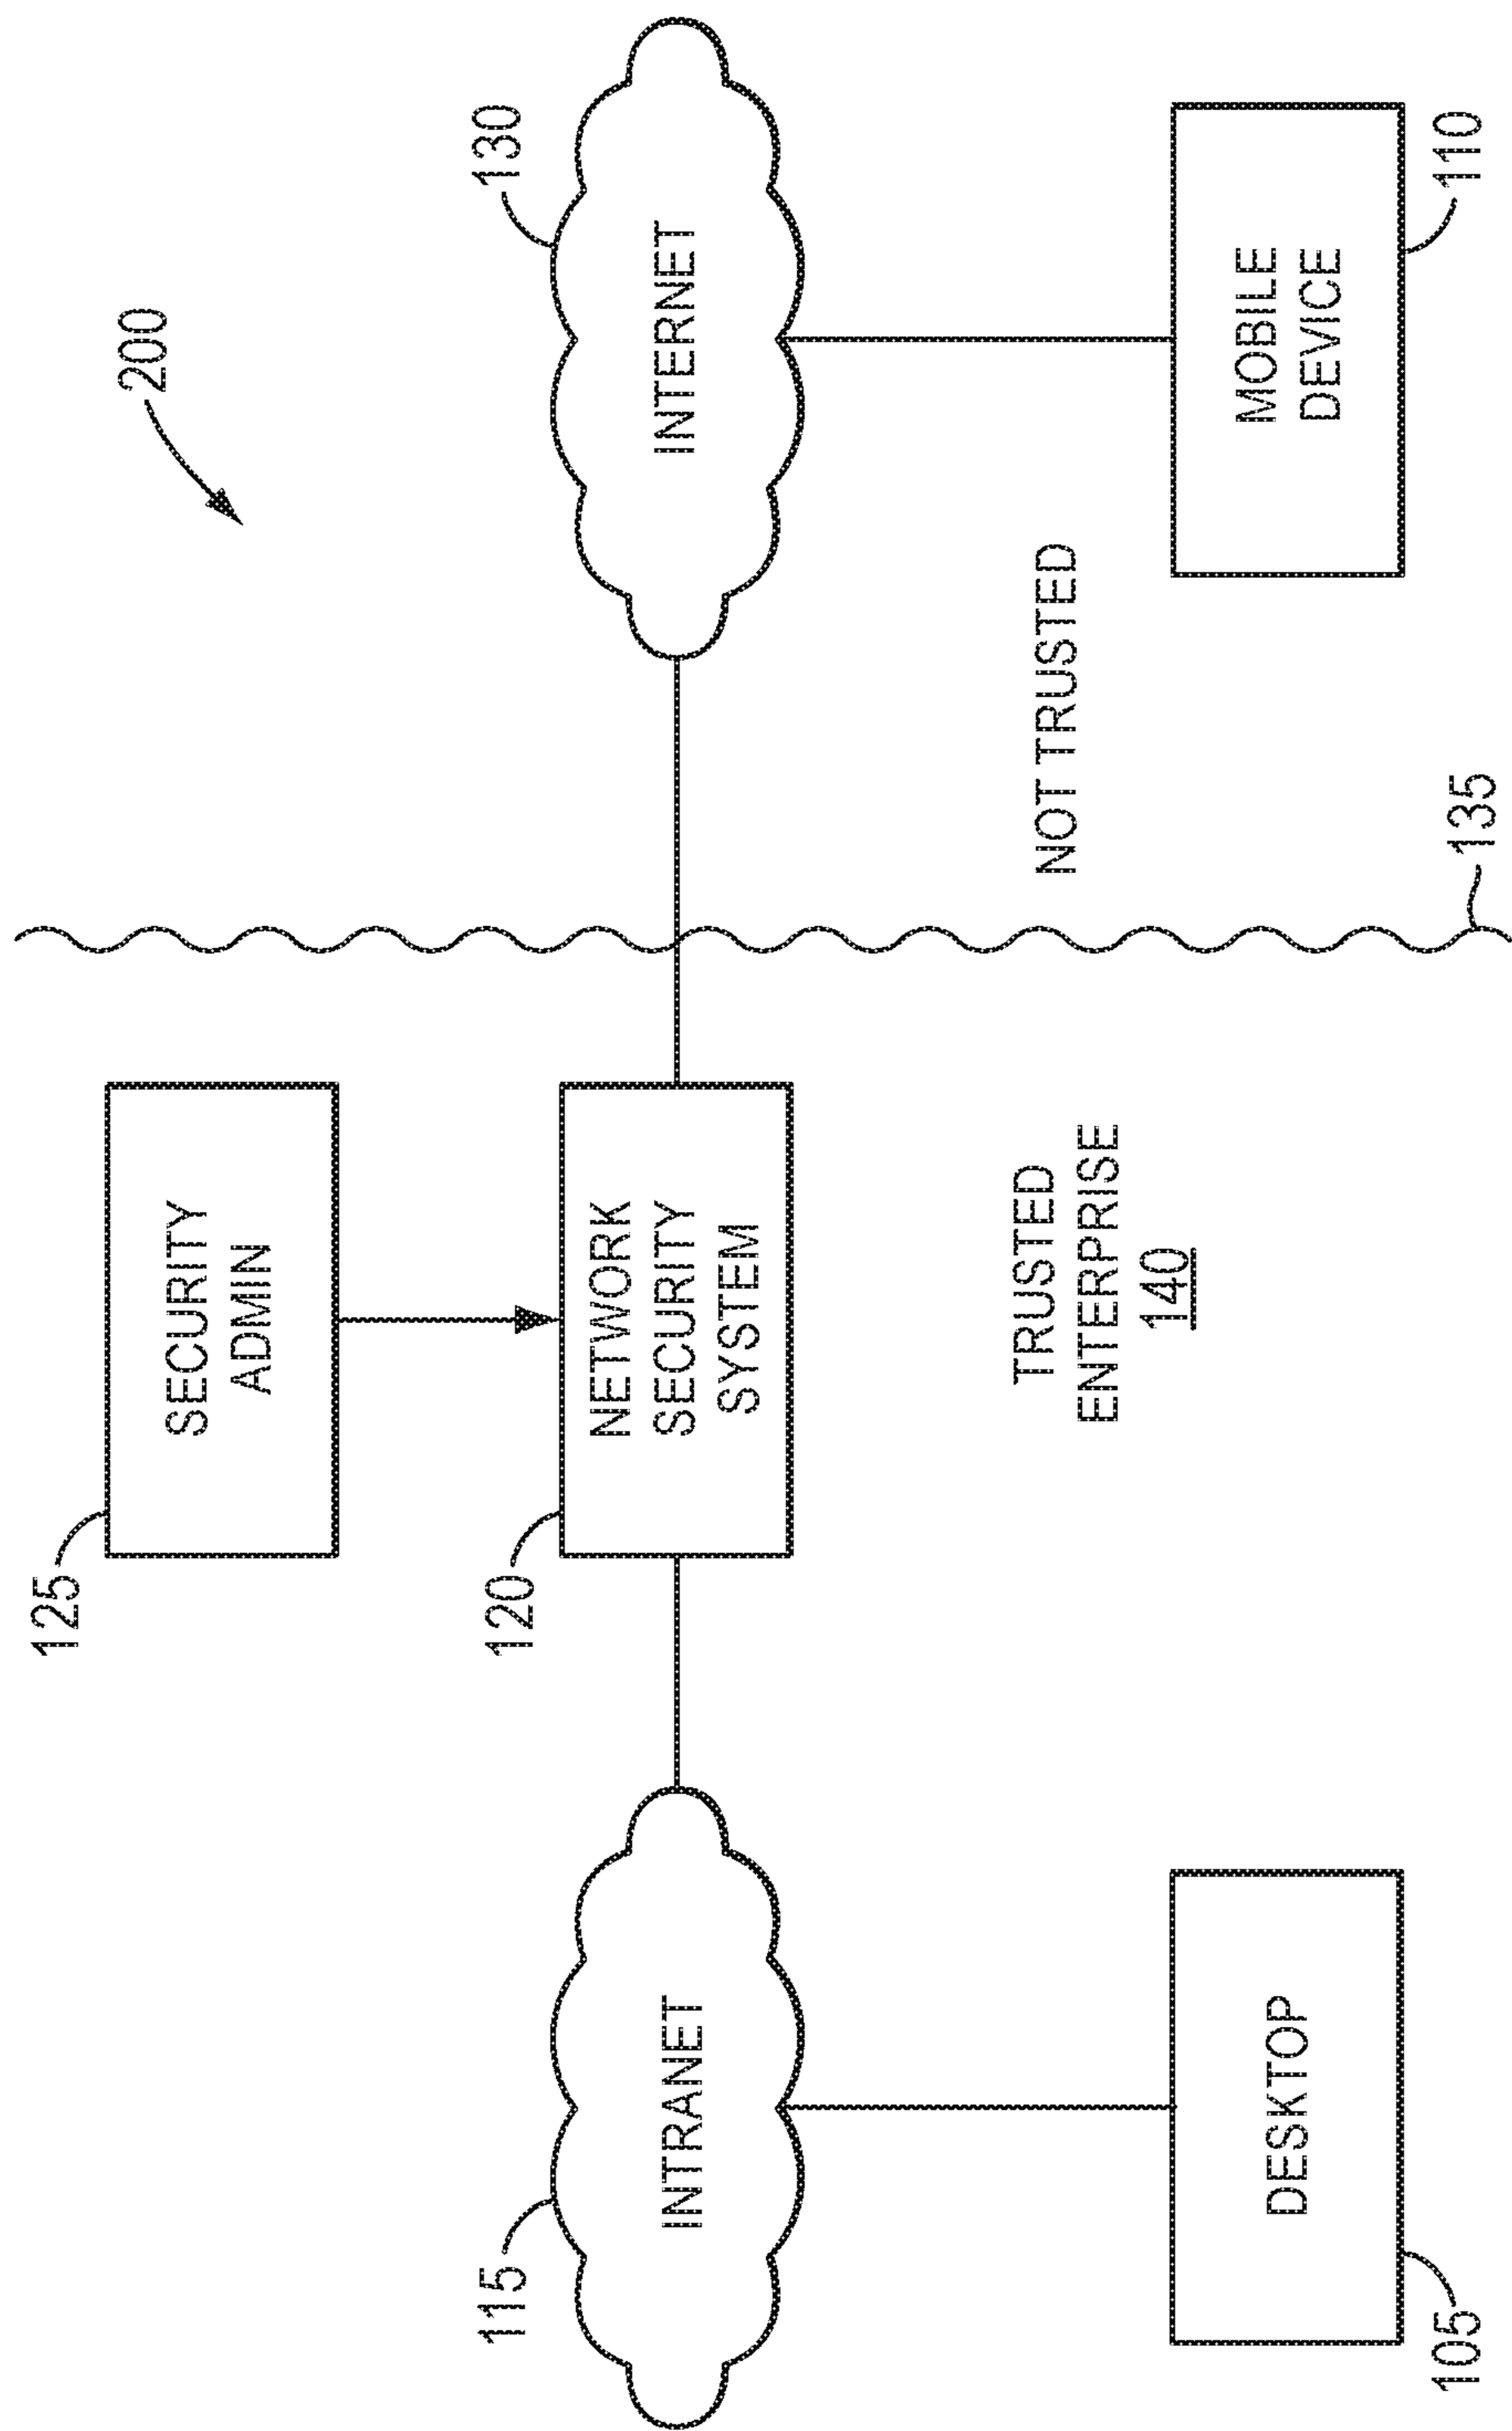 200
125
SECURITY
ADMIN
115
INTRANET
120
NETWORK
SECURITY
SYSTEM
130
INTERNET
TRUSTED
ENTERPRISE
140
NOT TRUSTED
105
DESKTOP
135
MOBILE
DEVICE
110